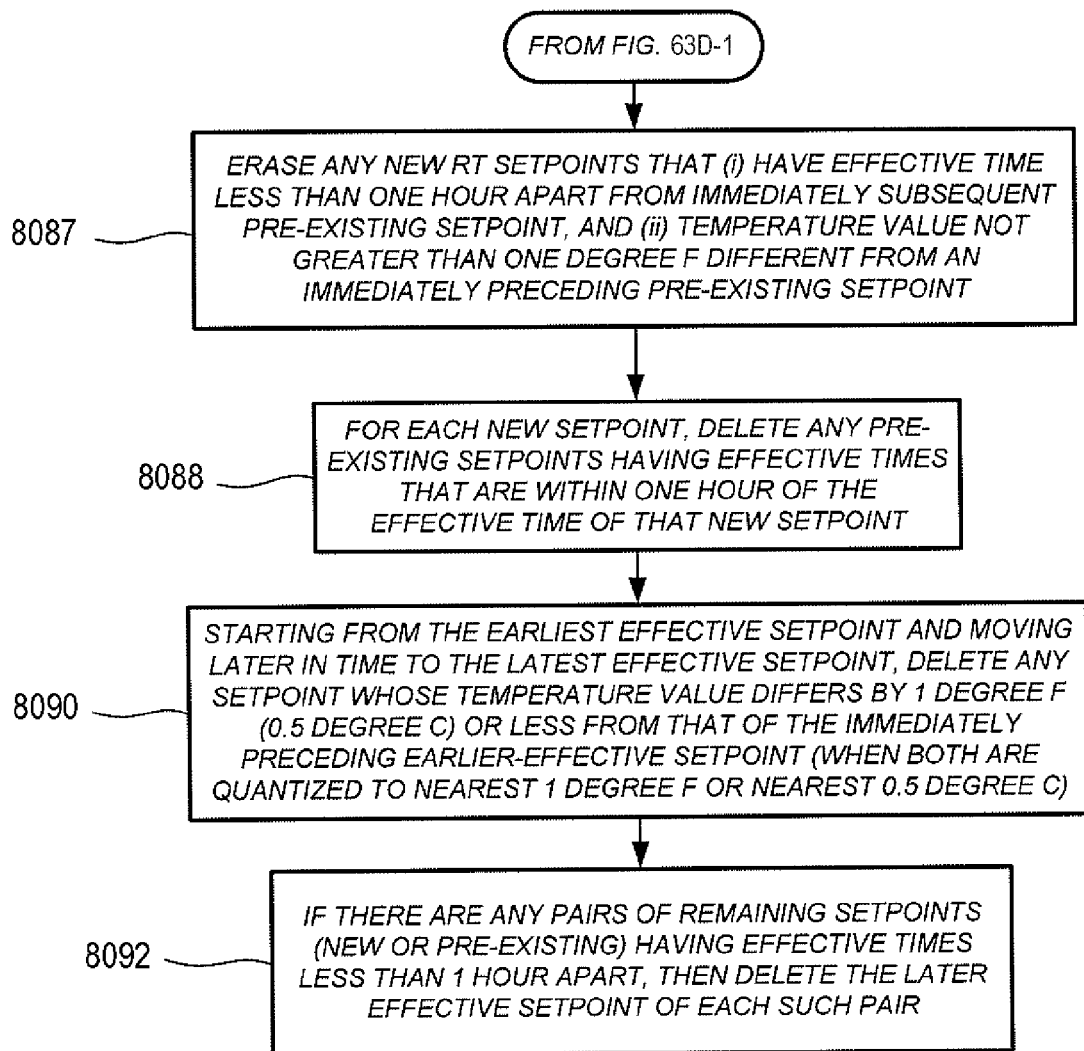 FROM FIG. 63D-1
ERASE ANY NEW RT SETPOINTS THAT (i) HAVE EFFECTIVE TIME
LESS THAN ONE HOUR APART FROM IMMEDIATELY SUBSEQUENT
PRE-EXISTING SETPOINT, AND (ii) TEMPERATURE VALUE NOT
GREATER THAN ONE DEGREE F DIFFERENT FROM AN
IMMEDIATELY PRECEDING PRE-EXISTING SETPOINT
8087
FOR EACH NEW SETPOINT, DELETE ANY PRE-
EXISTING SETPOINTS HAVING EFFECTIVE TIMES
THAT ARE WITHIN ONE HOUR OF THE
EFFECTIVE TIME OF THAT NEW SETPOINT
8088
STARTING FROM THE EARLIEST EFFECTIVE SETPOINT AND MOVING
LATER IN TIME TO THE LATEST EFFECTIVE SETPOINT, DELETE ANY
SETPOINT WHOSE TEMPERATURE VALUE DIFFERS BY 1 DEGREE F
(0.5 DEGREE C) OR LESS FROM THAT OF THE IMMEDIATELY
PRECEDING EARLIER-EFFECTIVE SETPOINT (WHEN BOTH ARE
QUANTIZED TO NEAREST 1 DEGREE F OR NEAREST 0.5 DEGREE C)
8090
IF THERE ARE ANY PAIRS OF REMAINING SETPOINTS
(NEW OR PRE-EXISTING) HAVING EFFECTIVE TIMES
LESS THAN 1 HOUR APART, THEN DELETE THE LATER
EFFECTIVE SETPOINT OF EACH SUCH PAIR
8092